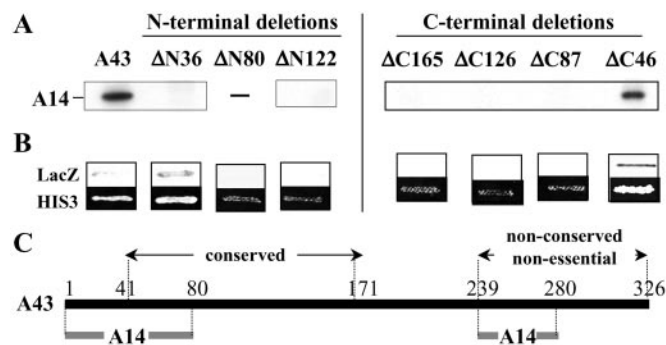 A N-terminal deletions C-terminal deletions
A43 ΔN36 ΔN80 ΔN122 ΔC165 ΔC126 ΔC87 ΔC46
A14
B
LacZ
HIS3
C conserved non-conserved
non-essential
1 41 80 171 239 280 326
A43
A14 A14